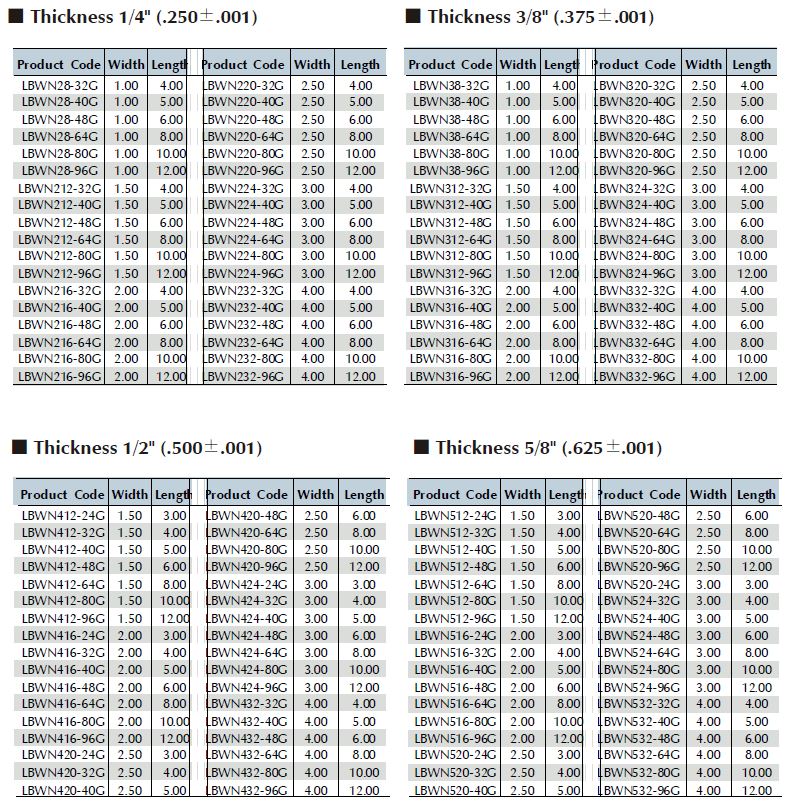 ■ Thickness 1/4" (.250±.001)
Product Code Width Length Product Code Width Length
LBWN28-32G 1.00 4.00 LBWN220-32G 2.50 4.00
LBWN28-40G 1.00 5.00 LBWN220-40G 2.50 5.00
LBWN28-48G 1.00 6.00 LBWN220-48G 2.50 6.00
LBWN28-64G 1.00 8.00 LBWN220-64G 2.50 8.00
LBWN28-80G 1.00 10.00 LBWN220-80G 2.50 10.00
LBWN28-96G 1.00 12.00 LBWN220-96G 2.50 12.00
LBWN212-32G 1.50 4.00 LBWN224-32G 3.00 4.00
LBWN212-40G 1.50 5.00 LBWN224-40G 3.00 5.00
LBWN212-48G 1.50 6.00 LBWN224-48G 3.00 6.00
LBWN212-64G 1.50 8.00 LBWN224-64G 3.00 8.00
LBWN212-80G 1.50 10.00 LBWN224-80G 3.00 10.00
LBWN212-96G 1.50 12.00 LBWN224-96G 3.00 12.00
LBWN216-32G 2.00 4.00 LBWN232-32G 4.00 4.00
LBWN216-40G 2.00 5.00 LBWN232-40G 4.00 5.00
LBWN216-48G 2.00 6.00 LBWN232-48G 4.00 6.00
LBWN216-64G 2.00 8.00 LBWN232-64G 4.00 8.00
LBWN216-80G 2.00 10.00 LBWN232-80G 4.00 10.00
LBWN216-96G 2.00 12.00 LBWN232-96G 4.00 12.00
■ Thickness 3/8" (.375±.001)
Product Code Width Length Product Code Width Length
LBWN38-32G 1.00 4.00 LBWN320-32G 2.50 4.00
LBWN38-40G 1.00 5.00 LBWN320-40G 2.50 5.00
LBWN38-48G 1.00 6.00 LBWN320-48G 2.50 6.00
LBWN38-64G 1.00 8.00 LBWN320-64G 2.50 8.00
LBWN38-80G 1.00 10.00 LBWN320-80G 2.50 10.00
LBWN38-96G 1.00 12.00 LBWN320-96G 2.50 12.00
LBWN312-32G 1.50 4.00 LBWN324-32G 3.00 4.00
LBWN312-40G 1.50 5.00 LBWN324-40G 3.00 5.00
LBWN312-48G 1.50 6.00 LBWN324-48G 3.00 6.00
LBWN312-64G 1.50 8.00 LBWN324-64G 3.00 8.00
LBWN312-80G 1.50 10.00 LBWN324-80G 3.00 10.00
LBWN312-96G 1.50 12.00 LBWN324-96G 3.00 12.00
LBWN316-32G 2.00 4.00 LBWN332-32G 4.00 4.00
LBWN316-40G 2.00 5.00 LBWN332-40G 4.00 5.00
LBWN316-48G 2.00 6.00 LBWN332-48G 4.00 6.00
LBWN316-64G 2.00 8.00 LBWN332-64G 4.00 8.00
LBWN316-80G 2.00 10.00 LBWN332-80G 4.00 10.00
LBWN316-96G 2.00 12.00 LBWN332-96G 4.00 12.00
■ Thickness 1/2" (.500±.001)
Product Code Width Length Product Code Width Length
LBWN412-24G 1.50 3.00 LBWN420-48G 2.50 6.00
LBWN412-32G 1.50 4.00 LBWN420-64G 2.50 8.00
LBWN412-40G 1.50 5.00 LBWN420-80G 2.50 10.00
LBWN412-48G 1.50 6.00 LBWN420-96G 2.50 12.00
LBWN412-64G 1.50 8.00 LBWN424-24G 3.00 3.00
LBWN412-80G 1.50 10.00 LBWN424-32G 3.00 4.00
LBWN412-96G 1.50 12.00 LBWN424-40G 3.00 5.00
LBWN416-24G 2.00 3.00 LBWN424-48G 3.00 6.00
LBWN416-32G 2.00 4.00 LBWN424-64G 3.00 8.00
LBWN416-40G 2.00 5.00 LBWN424-80G 3.00 10.00
LBWN416-48G 2.00 6.00 LBWN424-96G 3.00 12.00
LBWN416-64G 2.00 8.00 LBWN432-32G 4.00 4.00
LBWN416-80G 2.00 10.00 LBWN432-40G 4.00 5.00
LBWN416-96G 2.00 12.00 LBWN432-48G 4.00 6.00
LBWN420-24G 2.50 3.00 LBWN432-64G 4.00 8.00
LBWN420-32G 2.50 4.00 LBWN432-80G 4.00 10.00
LBWN420-40G 2.50 5.00 LBWN432-96G 4.00 12.00
■ Thickness 5/8" (.625±.001)
Product Code Width Length Product Code Width Length
LBWN512-24G 1.50 3.00 LBWN520-48G 2.50 6.00
LBWN512-32G 1.50 4.00 LBWN520-64G 2.50 8.00
LBWN512-40G 1.50 5.00 LBWN520-80G 2.50 10.00
LBWN512-48G 1.50 6.00 LBWN520-96G 2.50 12.00
LBWN512-64G 1.50 8.00 LBWN520-24G 3.00 3.00
LBWN512-80G 1.50 10.00 LBWN524-32G 3.00 4.00
LBWN512-96G 1.50 12.00 LBWN524-40G 3.00 5.00
LBWN516-24G 2.00 3.00 LBWN524-48G 3.00 6.00
LBWN516-32G 2.00 4.00 LBWN524-64G 3.00 8.00
LBWN516-40G 2.00 5.00 LBWN524-80G 3.00 10.00
LBWN516-48G 2.00 6.00 LBWN524-96G 3.00 12.00
LBWN516-64G 2.00 8.00 LBWN532-32G 4.00 4.00
LBWN516-80G 2.00 10.00 LBWN532-40G 4.00 5.00
LBWN516-96G 2.00 12.00 LBWN532-48G 4.00 6.00
LBWN520-24G 2.50 3.00 LBWN532-64G 4.00 8.00
LBWN520-32G 2.50 4.00 LBWN532-80G 4.00 10.00
LBWN520-40G 2.50 5.00 LBWN532-96G 4.00 12.00